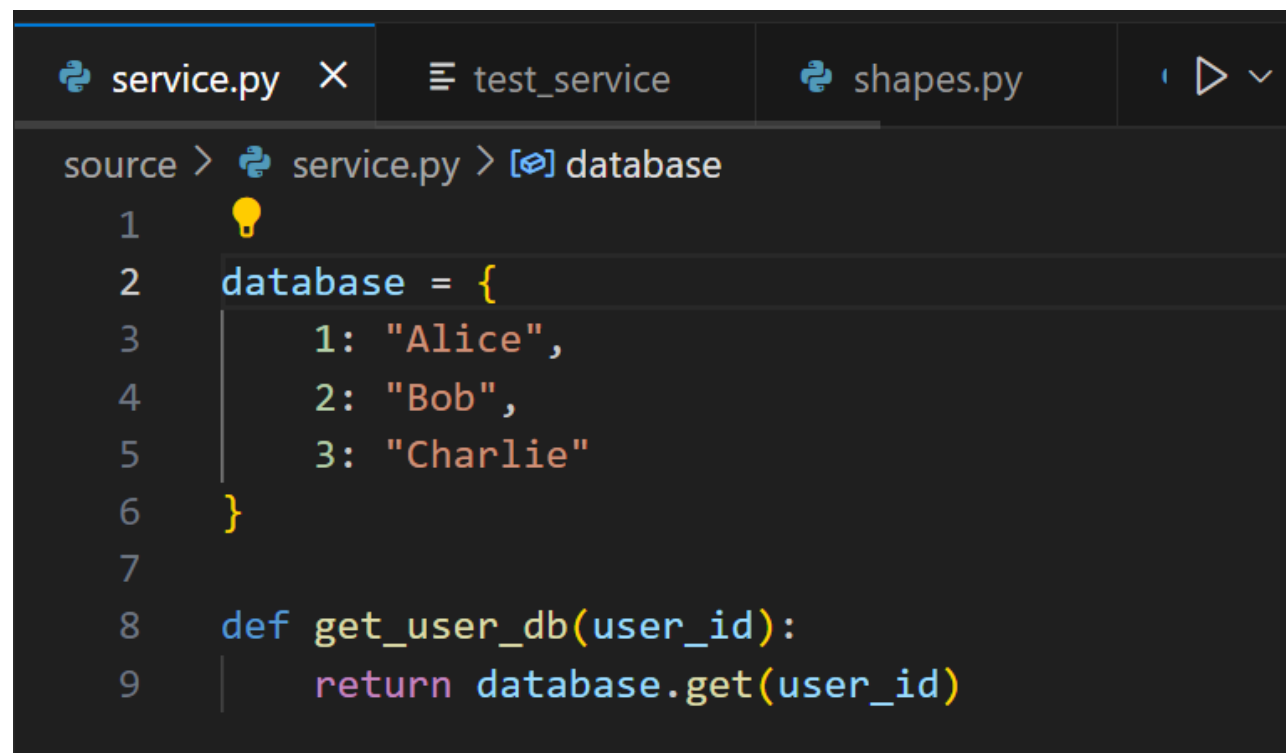 service.py × test_service shapes.py
source > service.py > database
1
2 database = {
3     1: "Alice",
4     2: "Bob",
5     3: "Charlie"
6 }
7
8 def get_user_db(user_id):
9     return database.get(user_id)